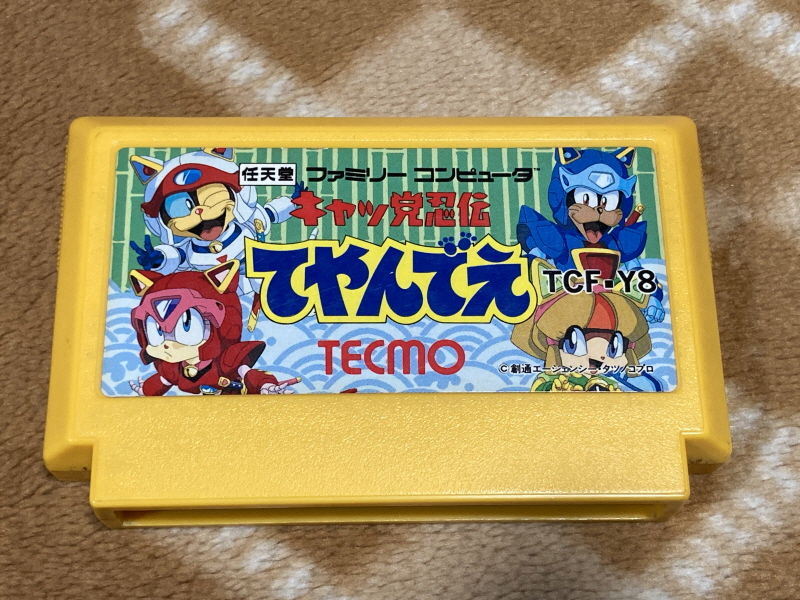 任天堂 ファミリー コンピュータ™
キャッ党忍伝
てやんでえ
TCF-Y8
TECMO
© 創通エージェンシー・タツノコプロ